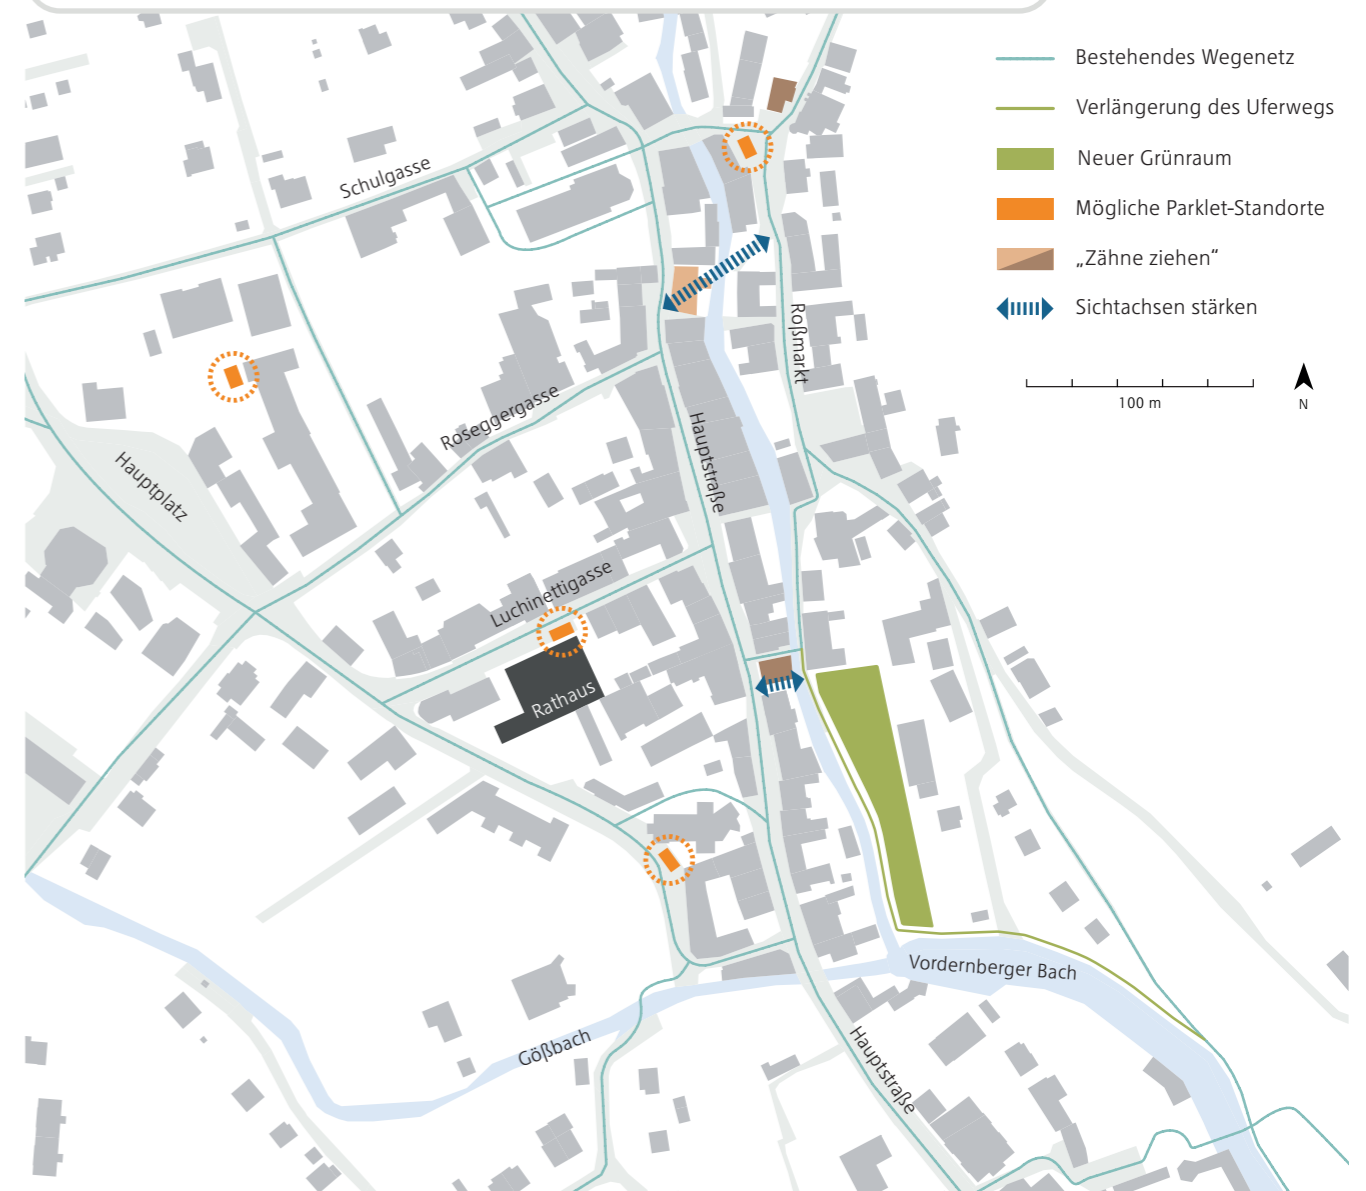 Bestehendes Wegenetz
Verlängerung des Uferwegs
Neuer Grünraum
Mögliche Parklet-Standorte
„Zähne ziehen“
Sichtachsen stärken
100 m
N
Schulgasse
Roßmarkt
Roseggergasse
Hauptstraße
Hauptplatz
Luchinettigasse
Rathaus
Vordernberger Bach
Gößbach
Hauptstraße